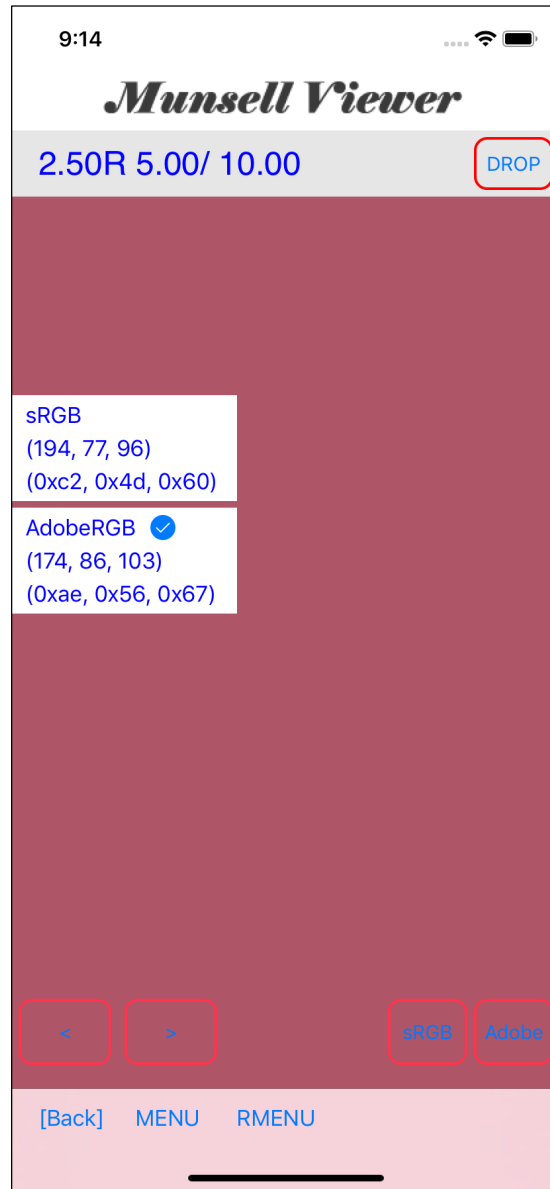 9:14
Munsell Viewer
2.50R 5.00/ 10.00
DROP
sRGB
(194, 77, 96)
(0xc2, 0x4d, 0x60)
AdobeRGB
(174, 86, 103)
(0xae, 0x56, 0x67)
< > sRGB Adobe
[Back] MENU RMENU